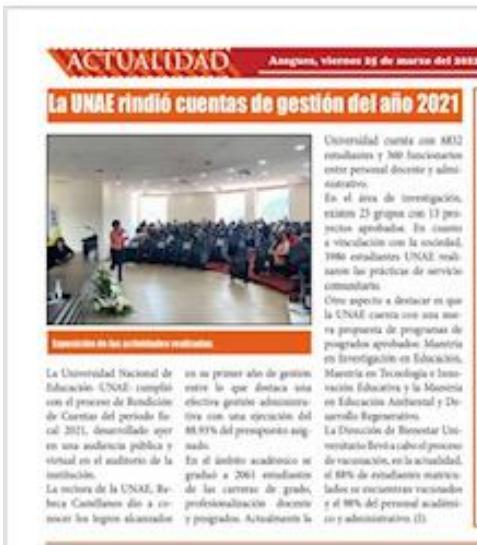 ACTUALIDAD
Azogues, viernes 25 de marzo del 2022
La UNAE rindió cuentas de gestión del año 2021
Exposición de las actividades realizadas.
La Universidad Nacional de
Educación UNAE cumplió
con el proceso de Rendición
de Cuentas del periodo fis-
cal 2021, desarrollado ayer
en una audiencia pública y
virtual en el auditorio de la
institución.
La rectora de la UNAE, Re-
beca Castellanos dio a co-
nocer los logros alcanzados
en su primer año de gestión
entre lo que destaca una
efectiva gestión administra-
tiva con una ejecución del
88.93% del presupuesto asig-
nado.
En el ámbito académico se
graduó a 2061 estudiantes
de las carreras de grado,
profesionalización docente
y posgrados. Actualmente la
Universidad cuenta con 6832
estudiantes y 360 funcionarios
entre personal docente y admi-
nistrativo.
En el área de investigación,
existen 25 grupos con 13 pro-
yectos aprobados. En cuanto
a vinculación con la sociedad,
3986 estudiantes UNAE reali-
zaron las prácticas de servicio
comunitario.
Otro aspecto a destacar es que
la UNAE cuenta con una nue-
va propuesta de programas de
posgrados aprobados: Maestría
en Investigación en Educación,
Maestría en Tecnología e Inno-
vación Educativa y la Maestría
en Educación Ambiental y De-
sarrollo Regenerativo.
La Dirección de Bienestar Uni-
versitario llevó a cabo el proceso
de vacunación, en la actualidad,
el 88% de estudiantes matricu-
lados se encuentran vacunados
y el 98% del personal académi-
co y administrativo. (I).